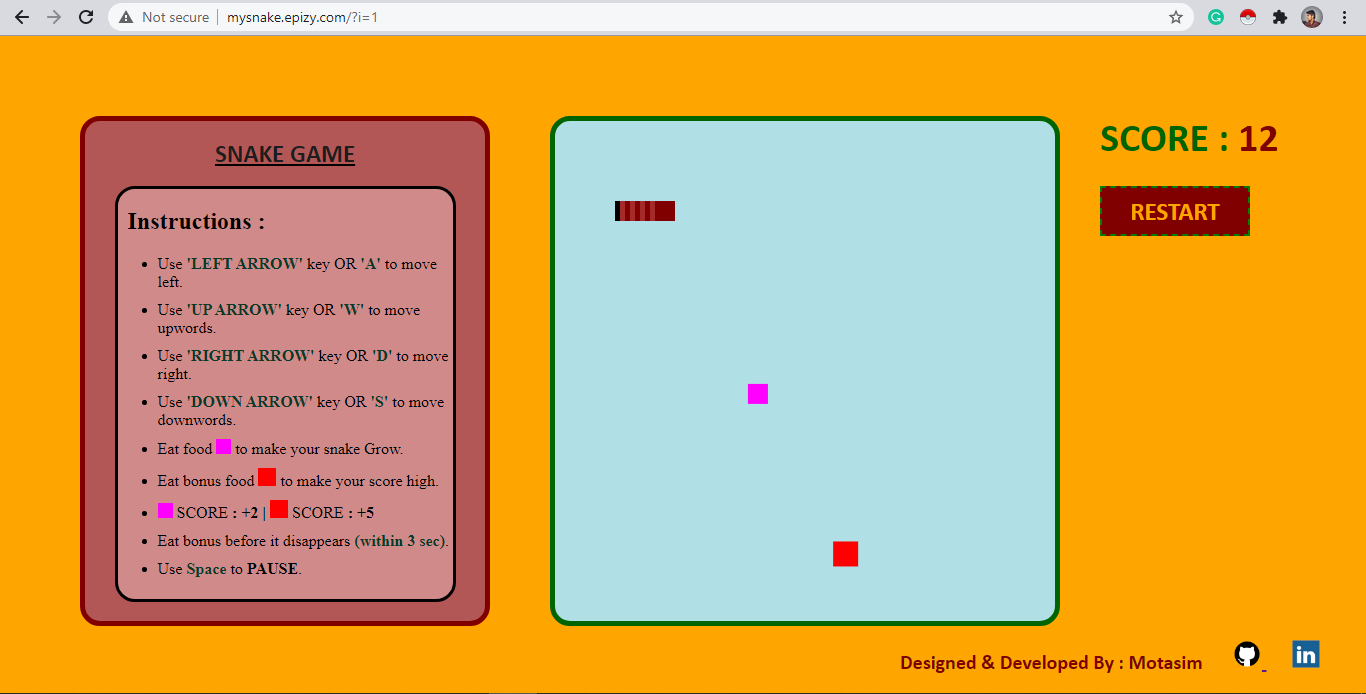 Not secure | mysnake.epizy.com/?i=1
SNAKE GAME
Instructions :
Use 'LEFT ARROW' key OR 'A' to move
left.
Use 'UP ARROW' key OR 'W' to move
upwords.
Use 'RIGHT ARROW' key OR 'D' to move
right.
Use 'DOWN ARROW' key OR 'S' to move
downwords.
Eat food to make your snake Grow.
Eat bonus food to make your score high.
SCORE : +2 | SCORE : +5
Eat bonus before it disappears (within 3 sec).
Use Space to PAUSE.
SCORE : 12
RESTART
Designed & Developed By : Motasim
in